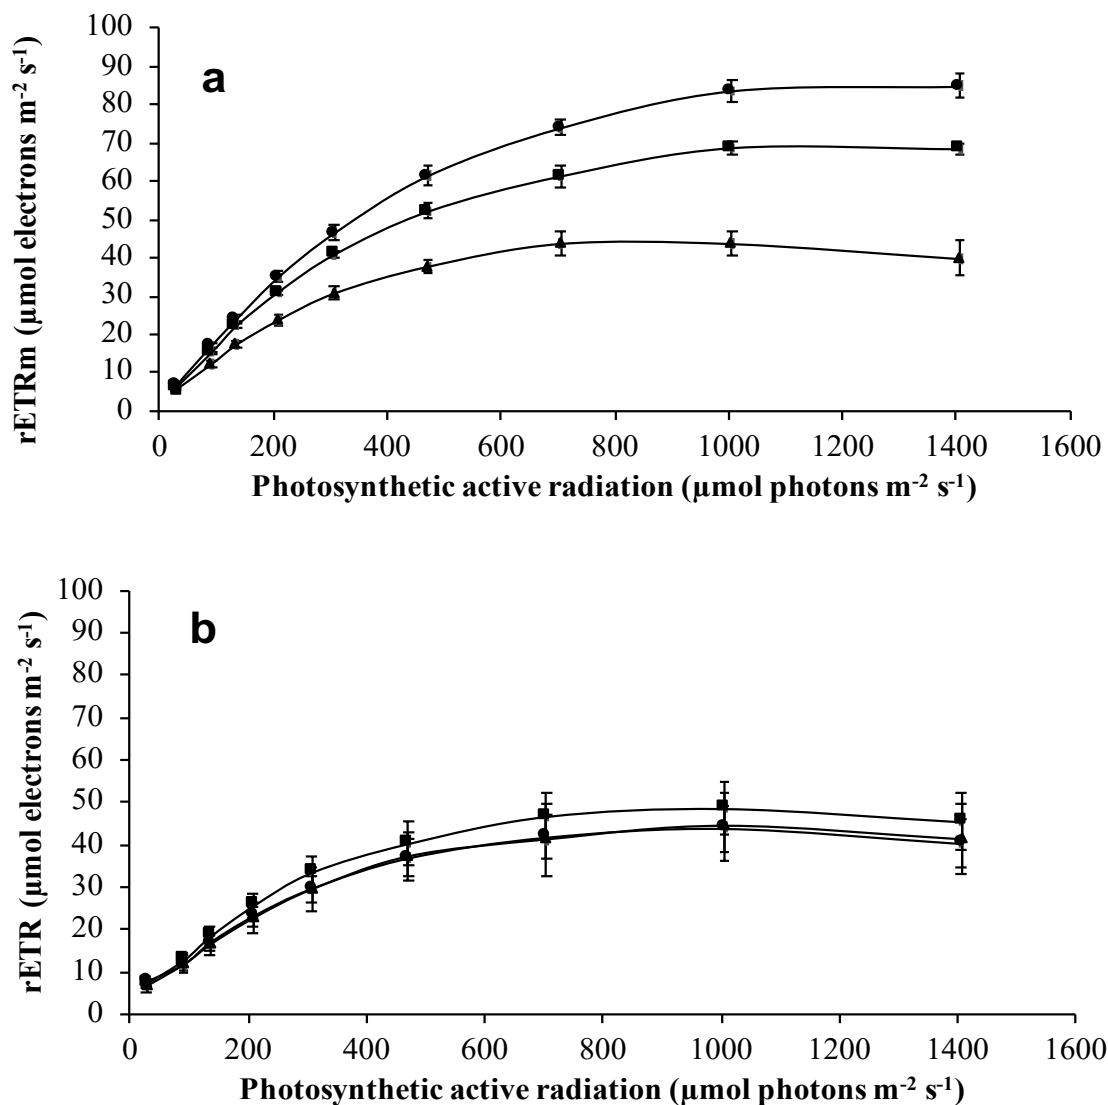 a
rETRm (µmol electrons m⁻² s⁻¹)
100
90
80
70
60
50
40
30
20
10
0
0 200 400 600 800 1000 1200 1400 1600
Photosynthetic active radiation (µmol photons m⁻² s⁻¹)
b
rETR (µmol electrons m⁻² s⁻¹)
100
90
80
70
60
50
40
30
20
10
0
0 200 400 600 800 1000 1200 1400 1600
Photosynthetic active radiation (µmol photons m⁻² s⁻¹)